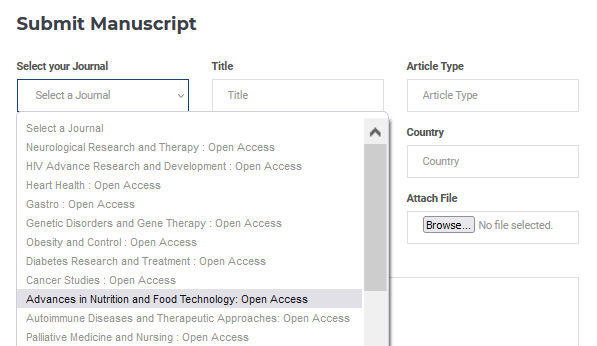 Submit Manuscript
Select your Journal
Title
Article Type
Select a Journal
Title
Article Type
Select a Journal
Neurological Research and Therapy : Open Access
HIV Advance Research and Development : Open Access
Heart Health : Open Access
Gastro : Open Access
Genetic Disorders and Gene Therapy : Open Access
Obesity and Control : Open Access
Diabetes Research and Treatment : Open Access
Cancer Studies : Open Access
Advances in Nutrition and Food Technology: Open Access
Autoimmune Diseases and Therapeutic Approaches: Open Access
Palliative Medicine and Nursing : Open Access
Country
Country
Attach File
Browse... No file selected.